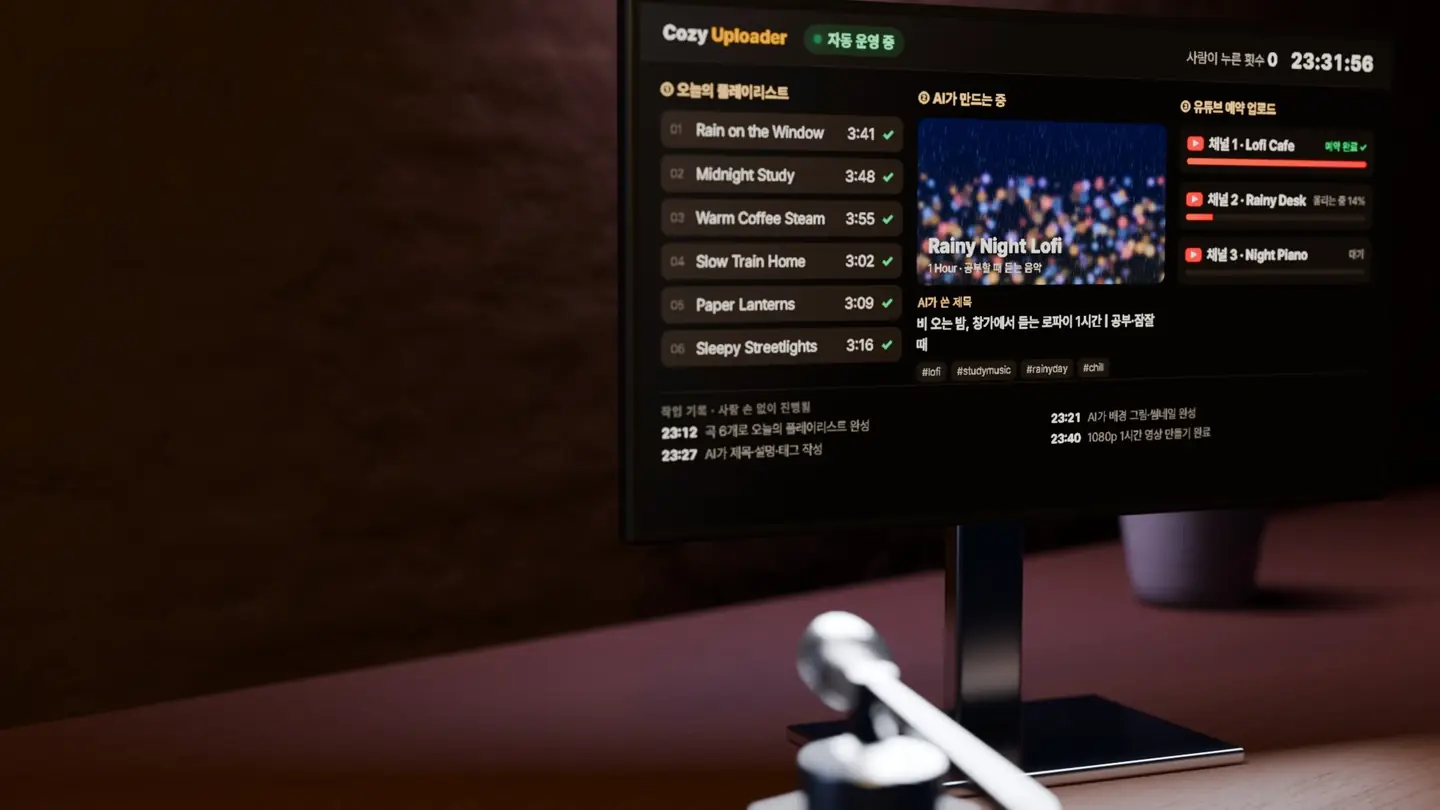 Cozy Uploader
자동 운영 중
사람이 누른 횟수 0 23:31:56
① 오늘의 플레이리스트
01 Rain on the Window 3:41 ✓
02 Midnight Study 3:48 ✓
03 Warm Coffee Steam 3:55 ✓
04 Slow Train Home 3:02 ✓
05 Paper Lanterns 3:09 ✓
06 Sleepy Streetlights 3:16 ✓
② AI가 만드는 중
Rainy Night Lofi
1 Hour · 공부할 때 듣는 음악
AI가 쓴 제목
비 오는 밤, 창가에서 듣는 로파이 1시간 | 공부·잠잘
때
#lofi #studymusic #rainyday #chill
③ 유튜브 예약 업로드
채널 1 · Lofi Cafe 예약 완료 ✓
채널 2 · Rainy Desk 올리는 중 14%
채널 3 · Night Piano 대기
작업 기록 · 사람 손 없이 진행됨
23:12 곡 6개로 오늘의 플레이리스트 완성
23:27 AI가 제목·설명·태그 작성
23:21 AI가 배경 그림·썸네일 완성
23:40 1080p 1시간 영상 만들기 완료